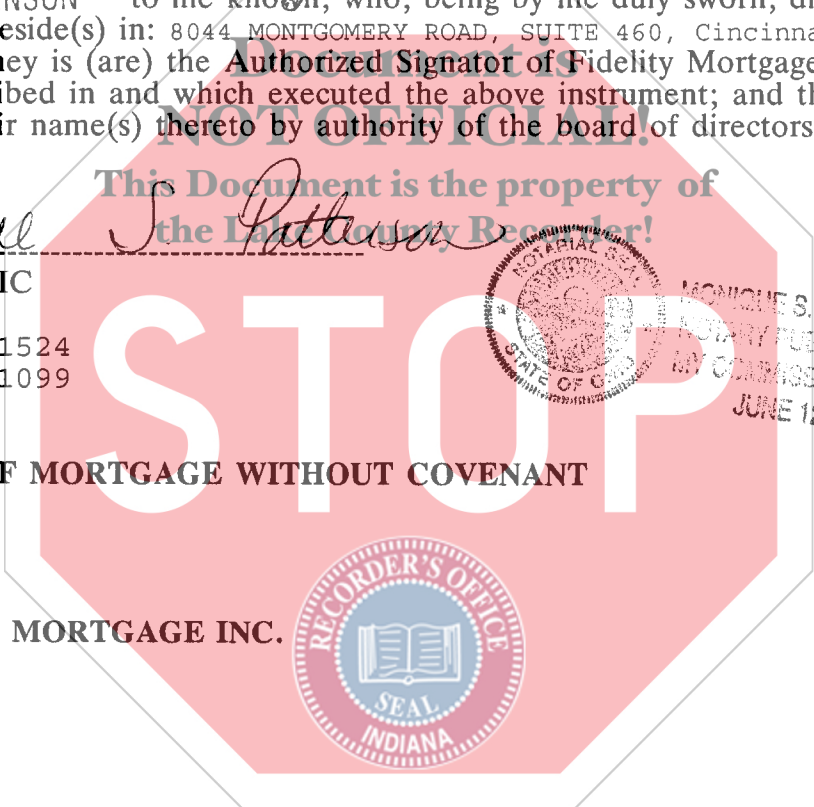 NSON to me known, who, being by me duly sworn, di
eside(s) in: 8044 MONTGOMERY ROAD, SUITE 460, Cincinna
ney is (are) the Authorized Signator of Fidelity Mortgage
ibed in and which executed the above instrument; and th
ir name(s) thereto by authority of the board of directors
Document is
NOT OFFICIAL!
This Document is the property of
the Lake County Recorder!
S. Patterson
IC
NOTARIAL SEAL
STATE OF OHIO
MONIQUE S.
NOTARY PUB
MY COMMISS
JUNE 12
1524
1099
STOP
F MORTGAGE WITHOUT COVENANT
MORTGAGE INC.
RECORDER'S OFFICE
SEAL
INDIANA